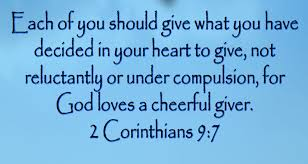 Each of you should give what you have
decided in your heart to give, not
reluctantly or under compulsion, for
God loves a cheerful giver.
2 Corinthians 9:7